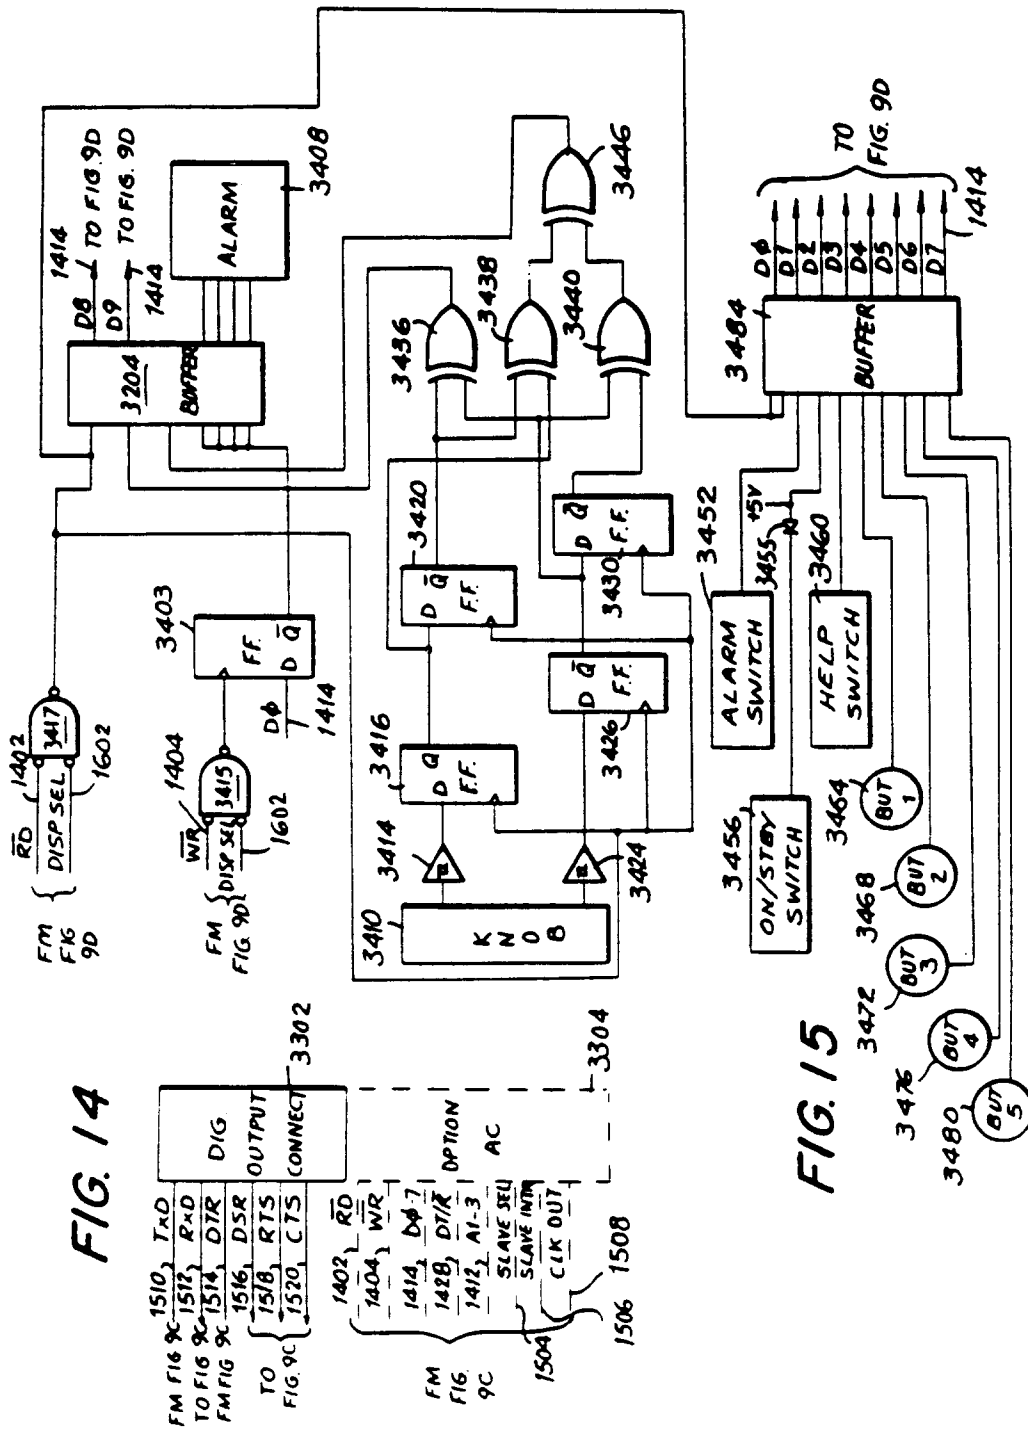 FIG. 14
FM FIG 9C 1510 TxD
TO FIG 9C 1512 RxD
FM FIG 9C 1514 DTR
1516 DSR
1518 RTS
1520 CTS
TO
FIG. 9C
DIG
OUTPUT
CONNECT
3302
1402 RD
1404 WR
1414 DØ-7
1428 DT/R
1412 A1-3
SLAVE SEL
SLAVE INTR
CLK OUT
FM
FIG.
9C
1504
1506
1508
OPTION
AC
3304
FIG. 15
FM
FIG
9D
RD
1402
DISP SEL
1602
3417
FM
FIG. 9D
WR
1404
DISP SEL
1602
3415
3403
F.F.
D Q
DØ
1414
3204
BUFFER
D8
1414
TO FIG. 9D
D9
1414
TO FIG. 9D
ALARM
3408
3410
KNOB
3414
3424
3416
D Q
F.F.
3420
D Q
F.F.
3426
D Q
F.F.
3430
D Q
F.F.
3436
3438
3440
3446
3452
ALARM
SWITCH
3455
+5V
3456
ON/STBY
SWITCH
3460
HELP
SWITCH
3464
BUT
1
3468
BUT
2
3472
BUT
3
3476
BUT
4
3480
BUT
5
3484
BUFFER
DØ
D1
D2
D3
D4
D5
D6
D7
TO
FIG. 9D
1414